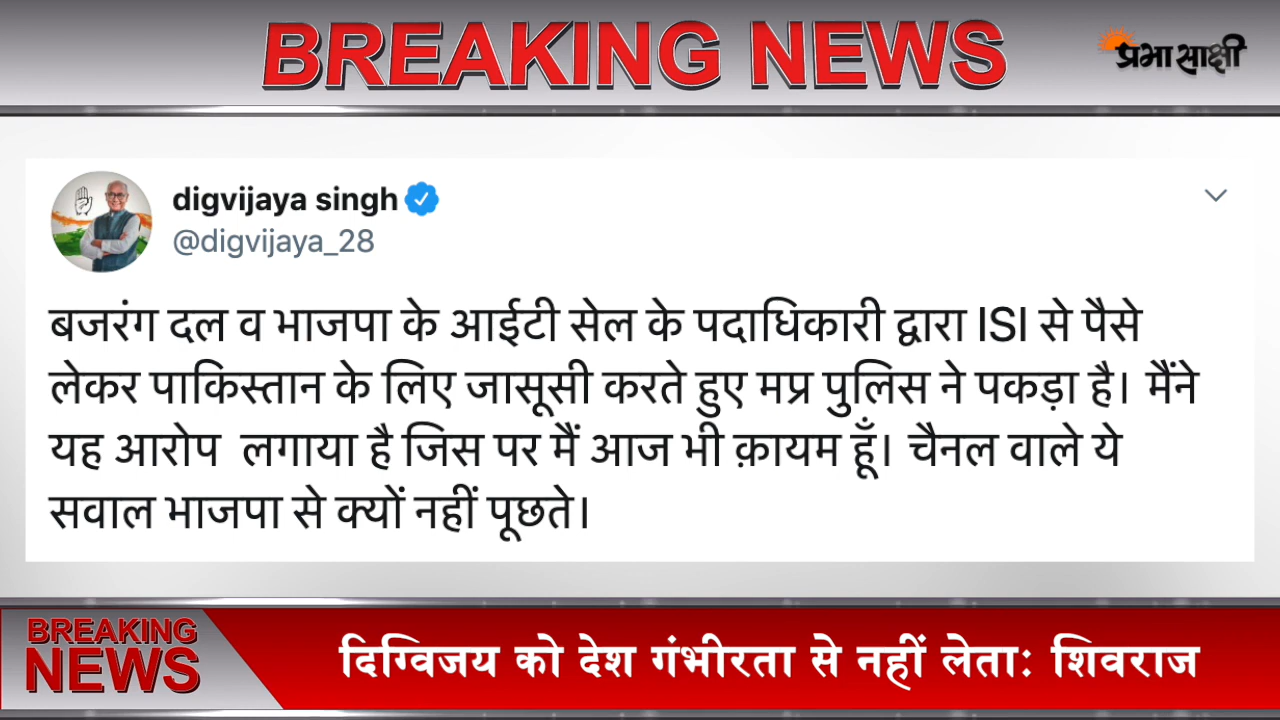 BREAKING NEWS
प्रभा साक्षी
digvijaya singh
@digvijaya_28
बजरंग दल व भाजपा के आईटी सेल के पदाधिकारी द्वारा ISI से पैसे
लेकर पाकिस्तान के लिए जासूसी करते हुए मप्र पुलिस ने पकड़ा है। मैंने
यह आरोप लगाया है जिस पर मैं आज भी क़ायम हूँ। चैनल वाले ये
सवाल भाजपा से क्यों नहीं पूछते।
BREAKING
NEWS
दिग्विजय को देश गंभीरता से नहीं लेताः शिवराज